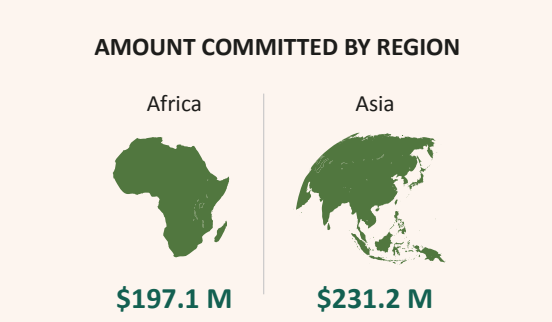 AMOUNT COMMITTED BY REGION
Africa
Asia
$197.1 M
$231.2 M